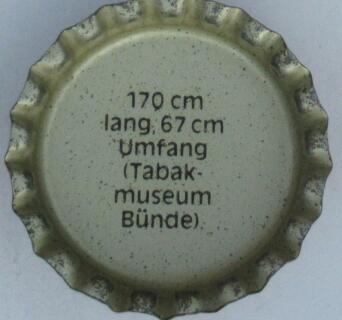 170 cm
lang, 67 cm
Umfang
(Tabak-
museum
Bünde)